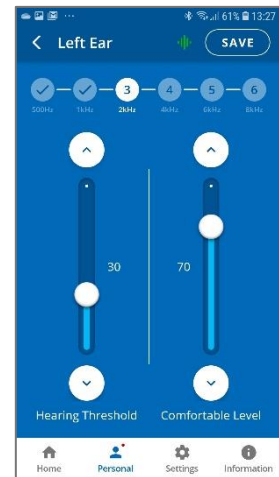 61% 13:27
Left Ear SAVE
3 4 5 6
500Hz 1kHz 2kHz 4kHz 6kHz 8kHz
30 70
Hearing Threshold Comfortable Level
Home Personal Settings Information